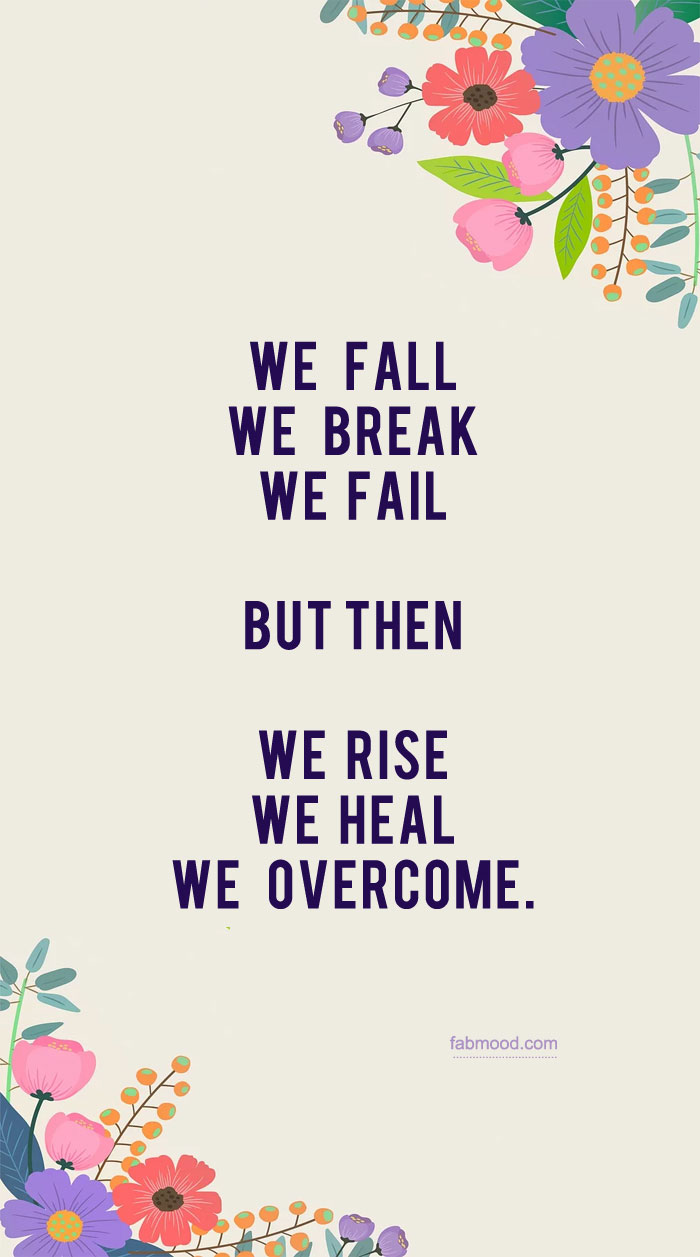 WE FALL
WE BREAK
WE FAIL
BUT THEN
WE RISE
WE HEAL
WE OVERCOME.
fabmood.com